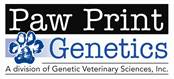 Paw Print
Genetics
A division of Genetic Veterinary Sciences, Inc.